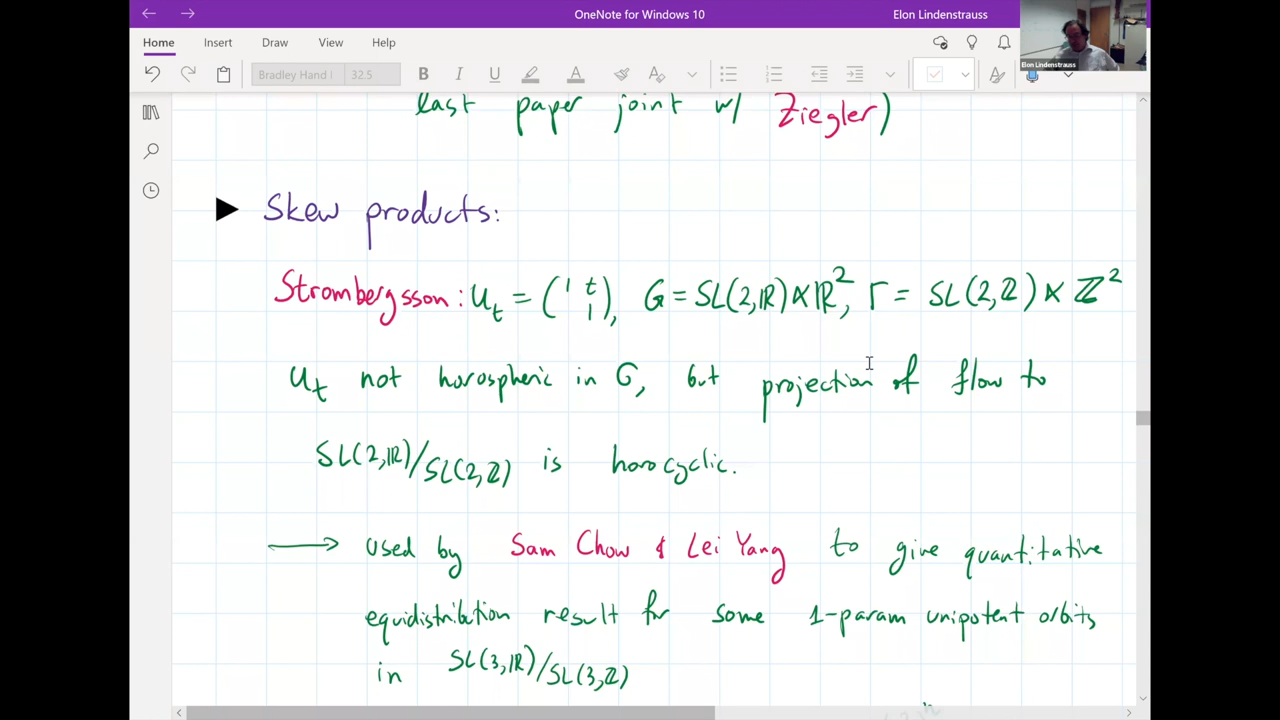 OneNote for Windows 10
Elon Lindenstrauss
Elon Lindenstrauss
Home Insert Draw View Help
Bradley Hand
B I U A
last paper joint w/ Ziegler)
▶ Skew products:
Strombergsson: u_t = (1 t 1), G = SL(2,ℝ)⋉ℝ², Γ = SL(2,ℤ)⋉ℤ²
u_t not horospheric in G, but projection of flow to
SL(2,ℝ)/SL(2,ℤ) is horocyclic.
⟶ used by Sam Chow & Lei Yang to give quantitative
equidistribution result for some 1-param unipotent orbits
in SL(3,ℝ)/SL(3,ℤ)